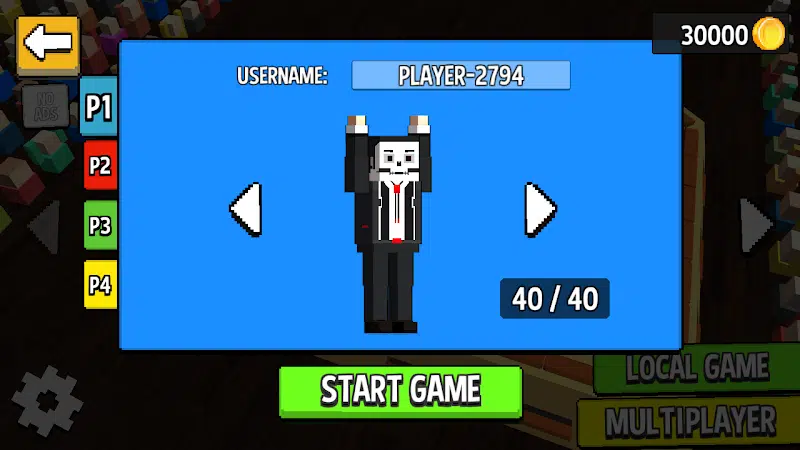 30000
USERNAME: PLAYER-2794
NO
ADS
P1
P2
P3
P4
40 / 40
START GAME
LOCAL GAME
MULTIPLAYER